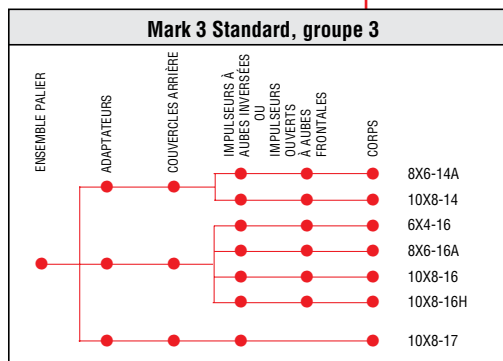 Mark 3 Standard, groupe 3
ENSEMBLE PALIER
ADAPTATEURS
COUVERCLES ARRIÈRE
IMPULSEURS À
AUBES INVERSÉES
OU
IMPULSEURS
OUVERTS
À AUBES
FRONTALES
CORPS
8X6-14A
10X8-14
6X4-16
8X6-16A
10X8-16
10X8-16H
10X8-17